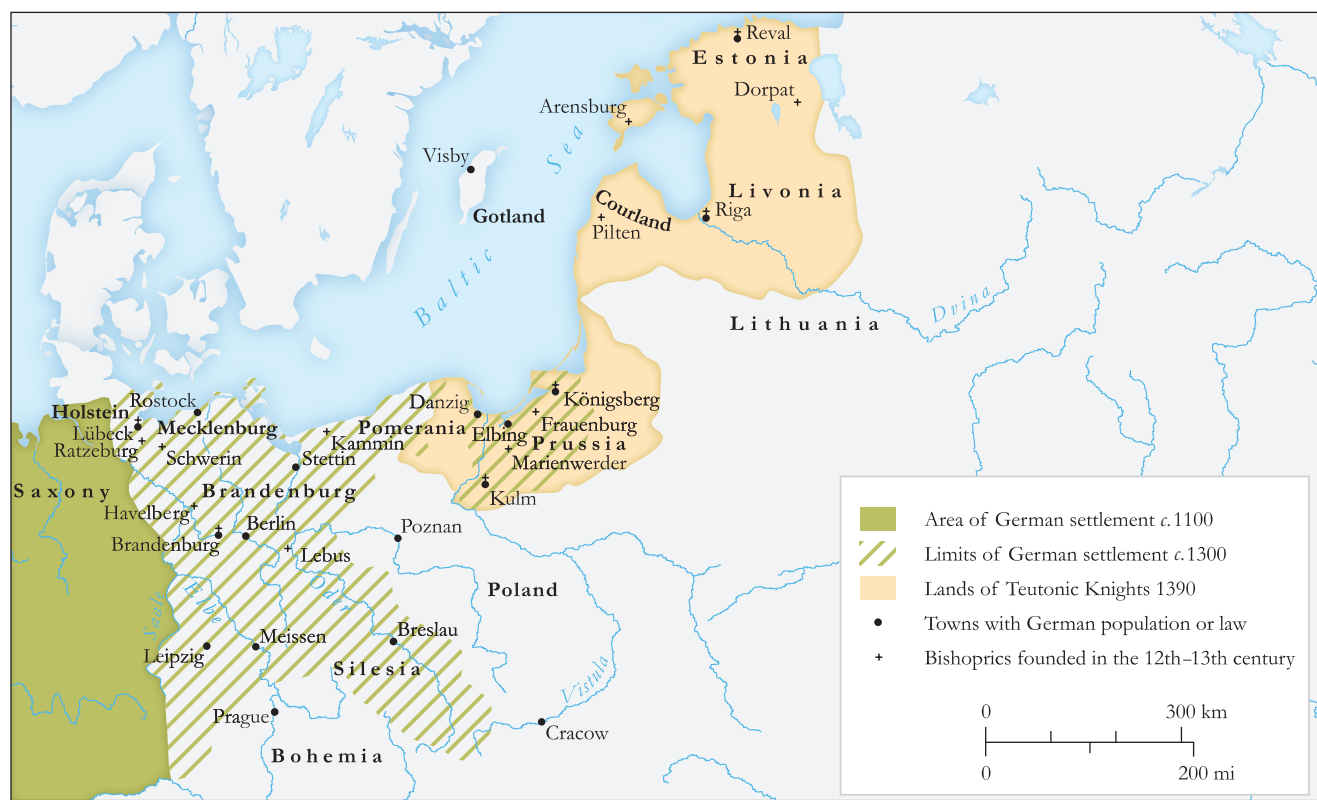 Reval
Estonia
Dorpat
Arensburg
Sea
Visby
Livonia
Courland
Riga
Gotland
Pilten
Baltic
Dvina
Lithuania
Rostock
Holstein
Danzig
Königsberg
Lübeck
Mecklenburg
Pomerania
Elbing
Frauenburg
Ratzeburg
Kammin
Prussia
Schwerin
Stettin
Marienwerder
Saxony
Brandenburg
Kulm
Havelberg
Berlin
Poznan
Brandenburg
Lebus
Elbe
Oder
Poland
Saale
Meissen
Breslau
Leipzig
Silesia
Vistula
Prague
Cracow
Bohemia
Area of German settlement c.1100
Limits of German settlement c.1300
Lands of Teutonic Knights 1390
Towns with German population or law
Bishoprics founded in the 12th–13th century
0 300 km
0 200 mi